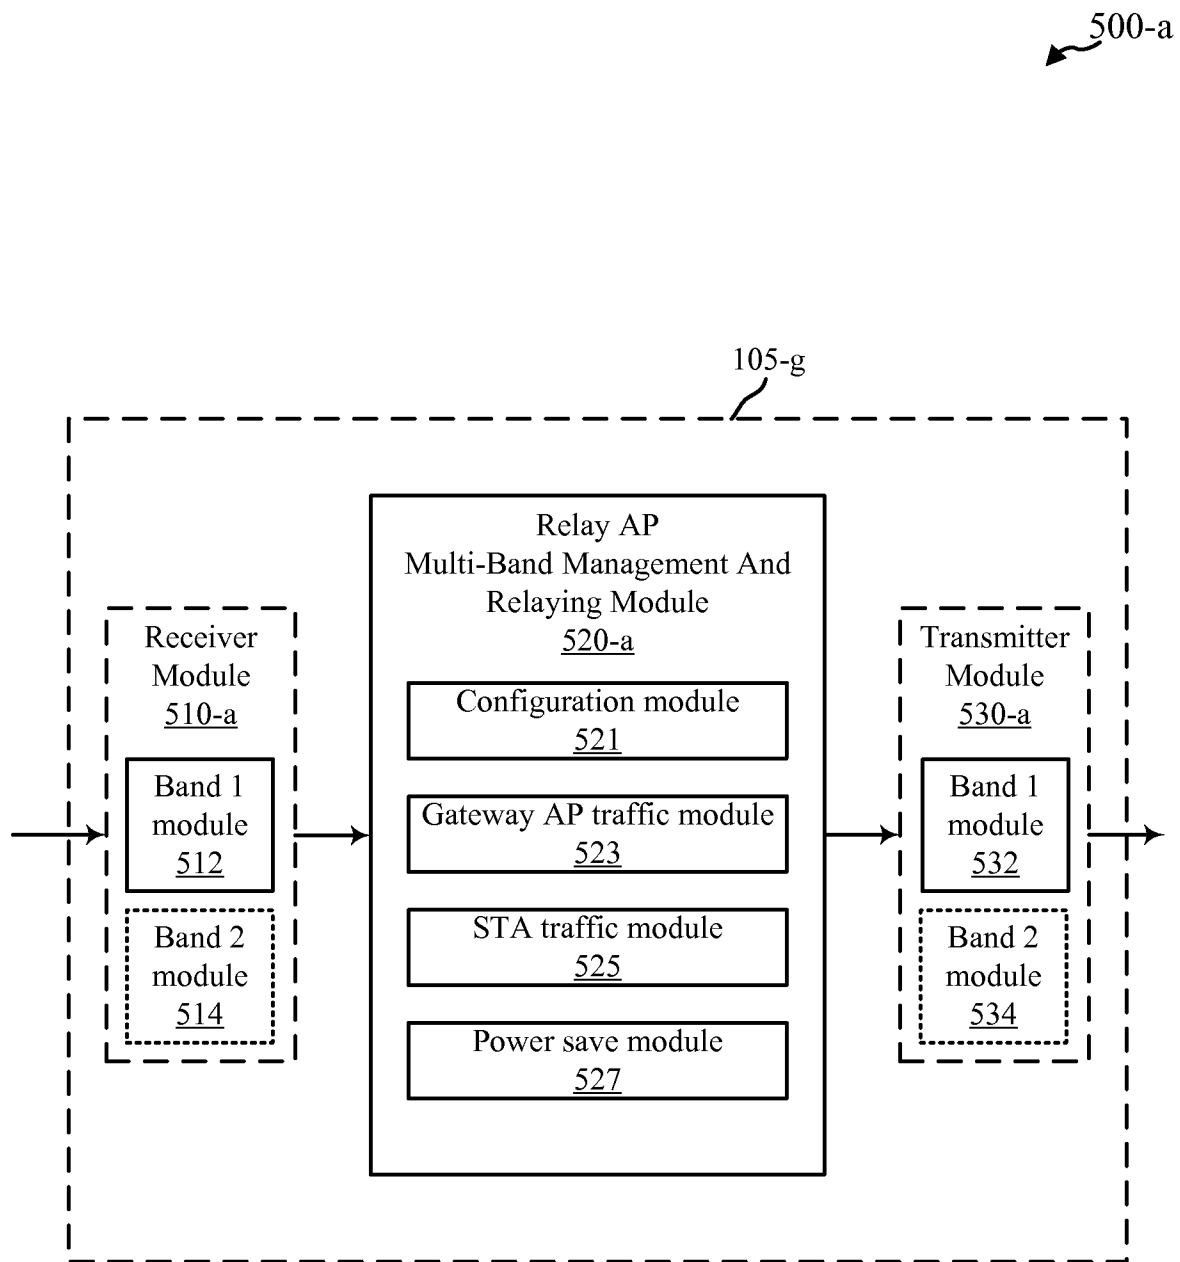 500-a
105-g
Relay AP
Multi-Band Management And
Relaying Module
520-a
Receiver
Module
510-a
Band 1
module
512
Band 2
module
514
Configuration module
521
Gateway AP traffic module
523
STA traffic module
525
Power save module
527
Transmitter
Module
530-a
Band 1
module
532
Band 2
module
534